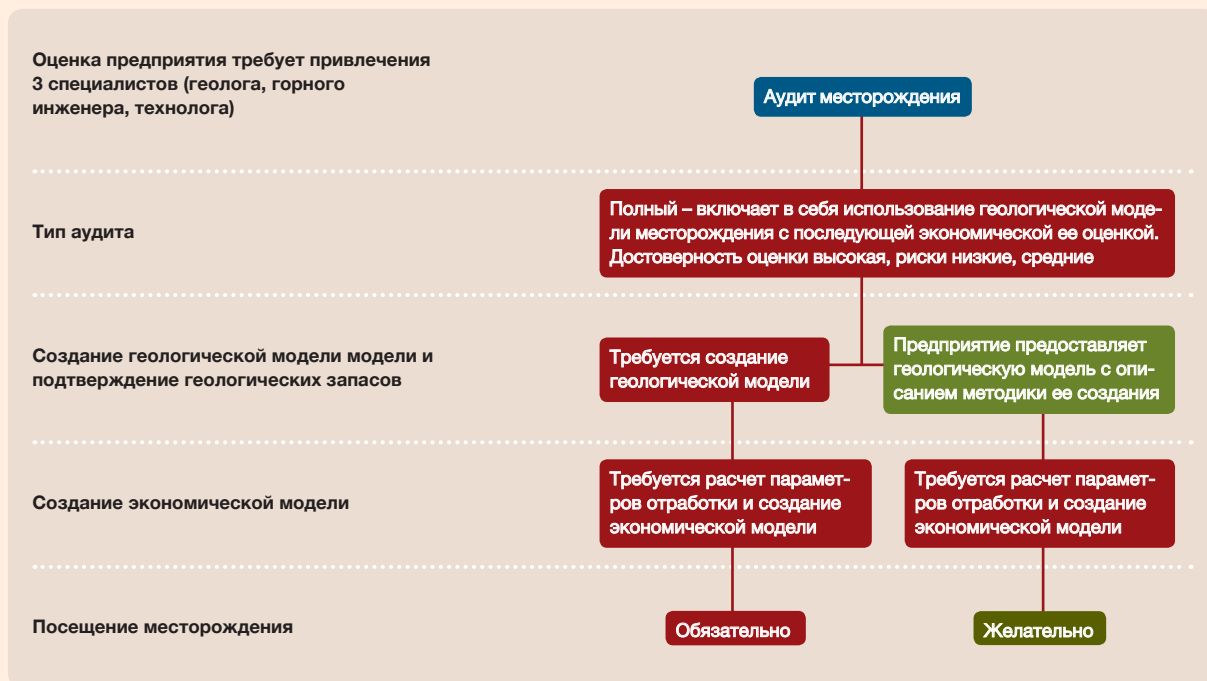 Оценка предприятия требует привлечения
3 специалистов (геолога, горного
инженера, технолога)
Аудит месторождения
Тип аудита
Полный – включает в себя использование геологической моде-
ли месторождения с последующей экономической ее оценкой.
Достоверность оценки высокая, риски низкие, средние
Создание геологической модели модели и
подтверждение геологических запасов
Требуется создание
геологической модели
Предприятие предоставляет
геологическую модель с опи-
санием методики ее создания
Создание экономической модели
Требуется расчет парамет-
ров отработки и создание
экономической модели
Требуется расчет парамет-
ров отработки и создание
экономической модели
Посещение месторождения
Обязательно
Желательно